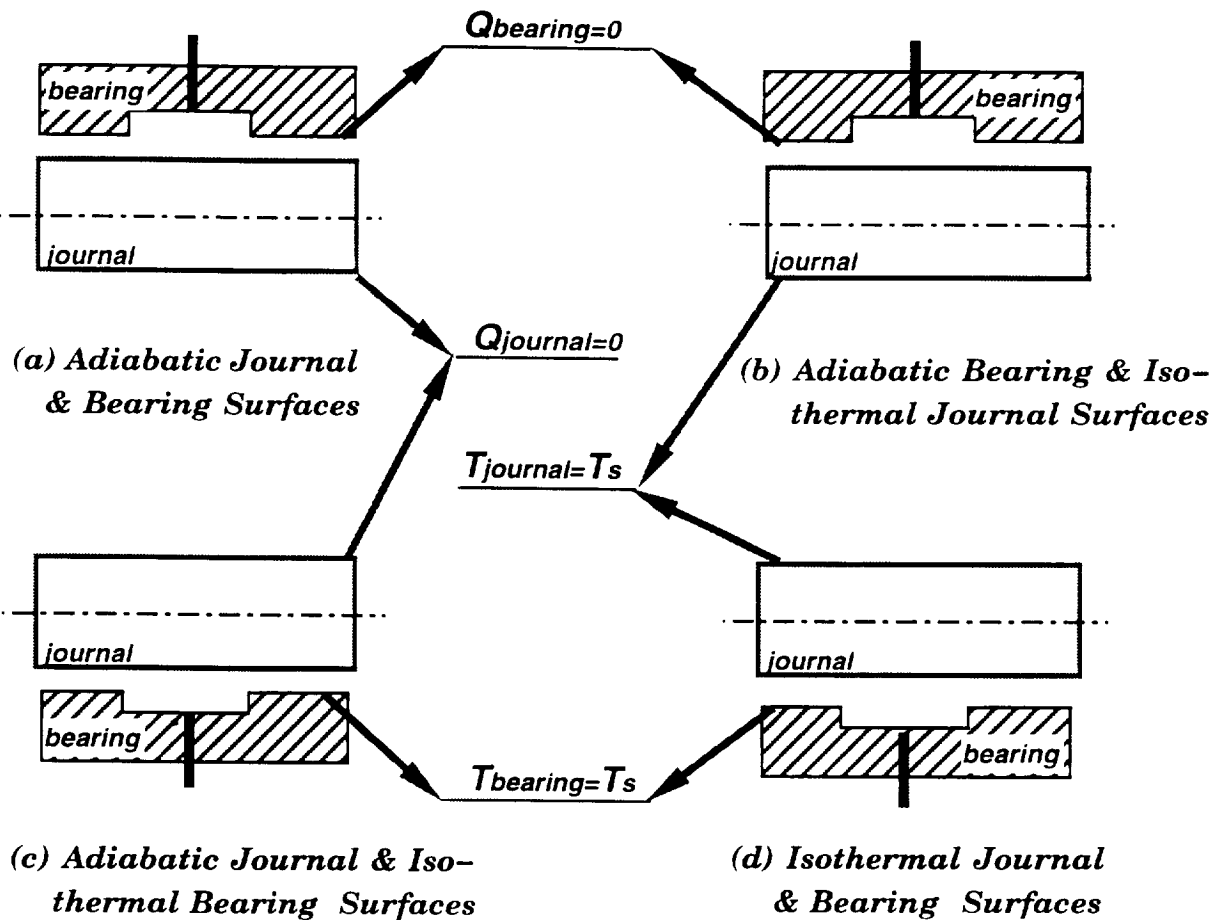 Qbearing=0
bearing
bearing
journal
journal
Qjournal=0
(a) Adiabatic Journal
& Bearing Surfaces
(b) Adiabatic Bearing & Iso-
thermal Journal Surfaces
Tjournal=Ts
journal
journal
bearing
bearing
Tbearing=Ts
(c) Adiabatic Journal & Iso-
thermal Bearing Surfaces
(d) Isothermal Journal
& Bearing Surfaces